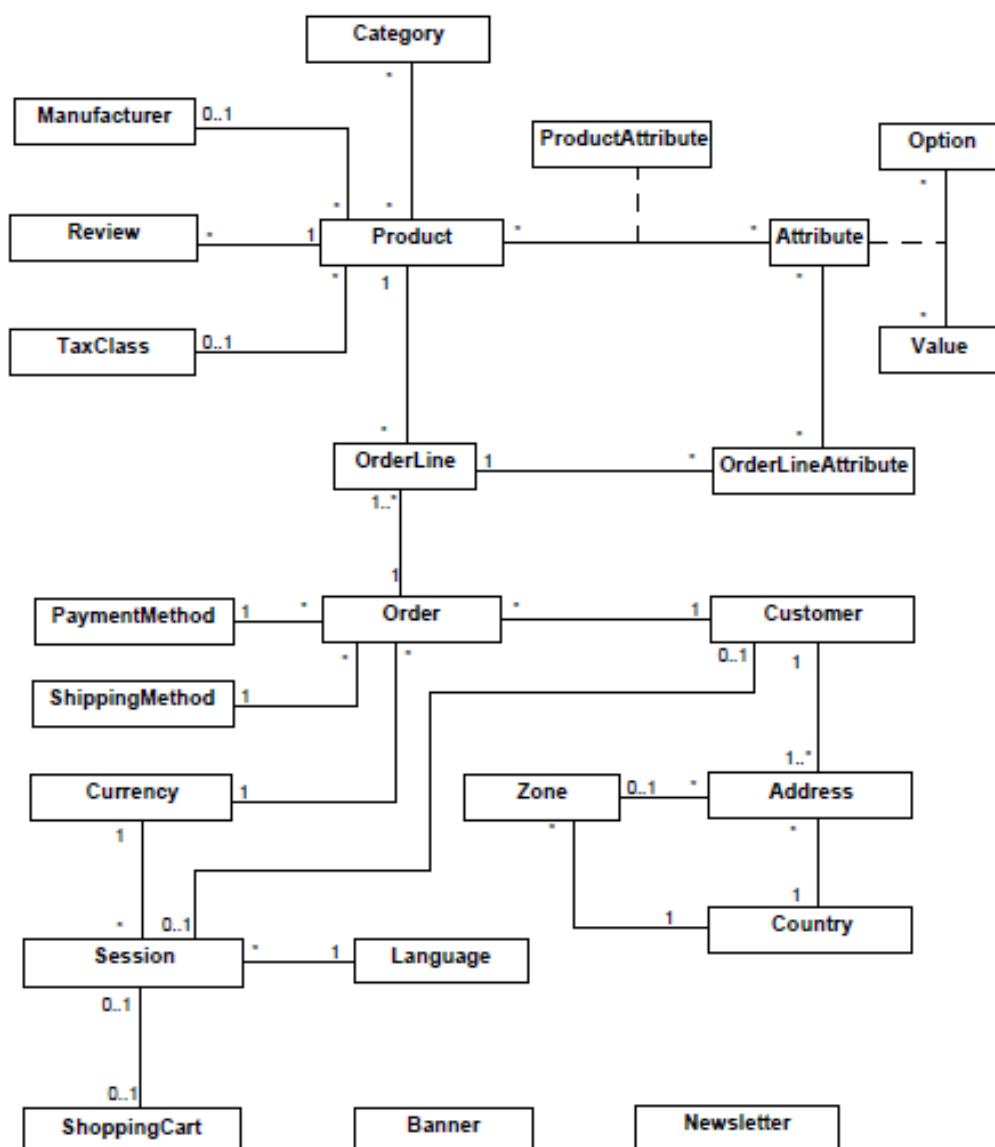 Category
*
Manufacturer
0..1
ProductAttribute
Option
*
*
*
Review
*
1
Product
*
*
Attribute
*
1
*
TaxClass
0..1
*
Value
*
*
OrderLine
1
*
OrderLineAttribute
1..*
1
PaymentMethod
1
*
Order
*
1
Customer
*
*
0..1
1
ShippingMethod
1
1..*
Currency
1
Zone
0..1
*
Address
1
*
*
1
*
0..1
1
Country
Session
*
1
Language
0..1
0..1
ShoppingCart
Banner
Newsletter